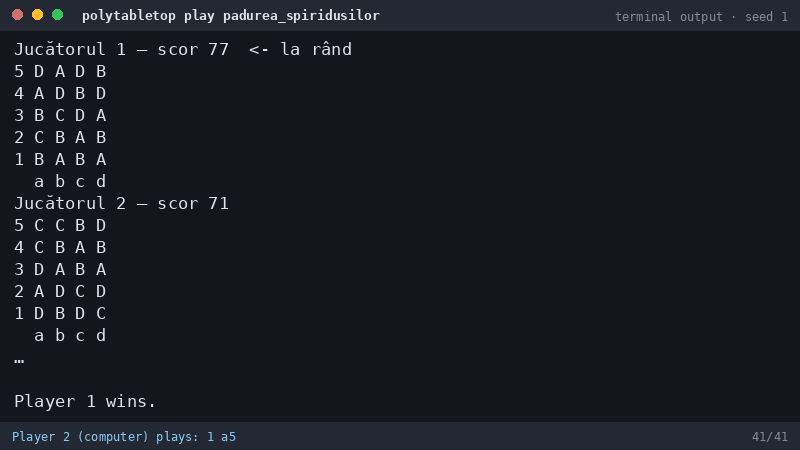 polytabletop play padurea_spiridusilor
terminal output · seed 1
Jucătorul 1 — scor 77  <- la rând
5 D A D B
4 A D B D
3 B C D A
2 C B A B
1 B A B A
  a b c d
Jucătorul 2 — scor 71
5 C C B D
4 C B A B
3 D A B A
2 A D C D
1 D B D C
  a b c d
…
Player 1 wins.
Player 2 (computer) plays: 1 a5
41/41